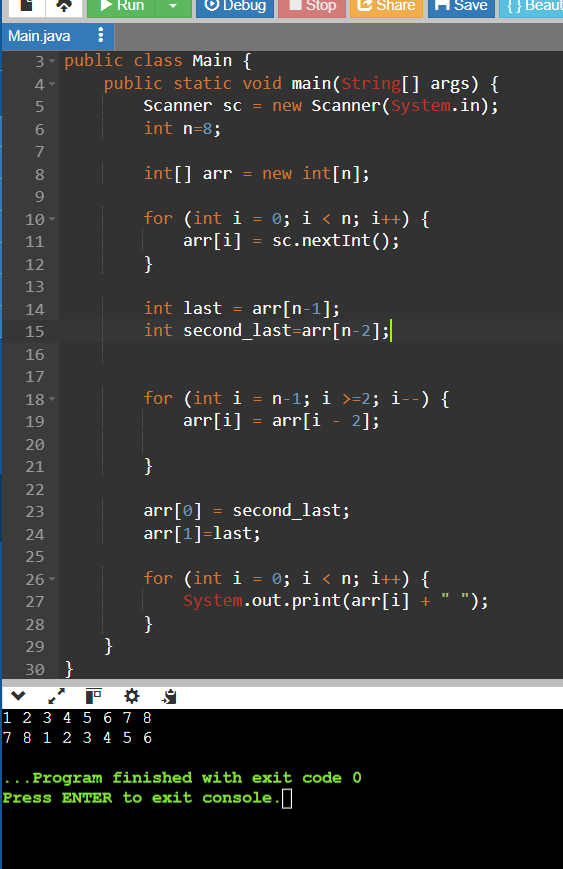 Run Debug Stop Share Save { } Beaut
Main.java
3 public class Main {
4 public static void main(String[] args) {
5 Scanner sc = new Scanner(System.in);
6 int n=8;
7
8 int[] arr = new int[n];
9
10 for (int i = 0; i < n; i++) {
11 arr[i] = sc.nextInt();
12 }
13
14 int last = arr[n-1];
15 int second_last=arr[n-2];
16
17
18 for (int i = n-1; i >=2; i--) {
19 arr[i] = arr[i - 2];
20
21 }
22
23 arr[0] = second_last;
24 arr[1]=last;
25
26 for (int i = 0; i < n; i++) {
27 System.out.print(arr[i] + " ");
28 }
29 }
30 }
1 2 3 4 5 6 7 8
7 8 1 2 3 4 5 6
...Program finished with exit code 0
Press ENTER to exit console.